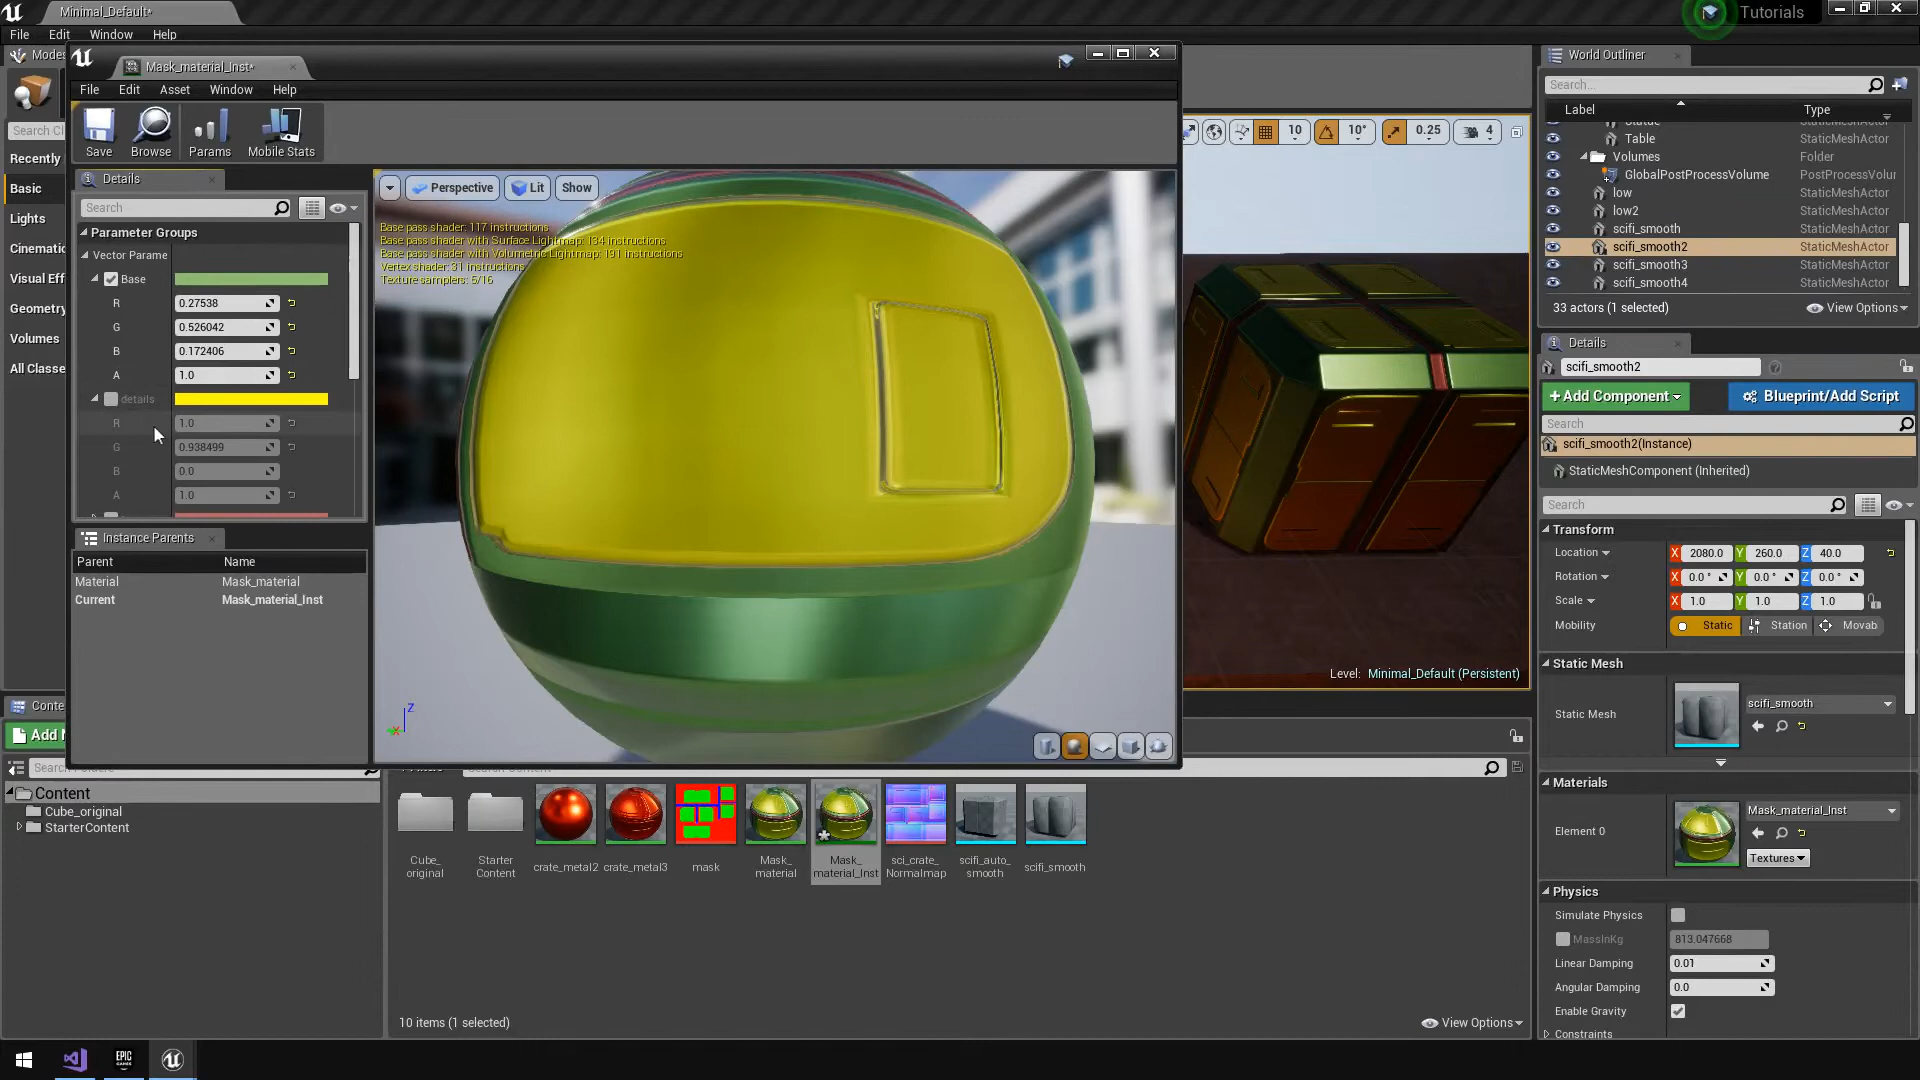 Minimal_Default*
Tutorials
File Edit Window Help
Modes
Mask_material_Inst*
File Edit Asset Window Help
Save Browse Params Mobile Stats
Search Cl
Recently
Basic
Lights
Cinematic
Visual Eff
Geometry
Volumes
All Classe
Details
Search
Parameter Groups
Vector Parame
Base
R 0.27538
G 0.526042
B 0.172406
A 1.0
details
R 1.0
G 0.938499
B 0.0
A 1.0
Instance Parents
Parent Name
Material Mask_material
Current Mask_material_Inst
Perspective Lit Show
Base pass shader: 117 instructions
Base pass shader with Surface Lightmap: 134 instructions
Base pass shader with Volumetric Lightmap: 191 instructions
Vertex shader: 31 instructions
Texture samplers: 5/16
Z
10 10° 0.25 4
Level: Minimal_Default (Persistent)
World Outliner
Search...
Label Type
Statue StaticMeshActor
Table StaticMeshActor
Volumes Folder
GlobalPostProcessVolume PostProcessVolur
low StaticMeshActor
low2 StaticMeshActor
scifi_smooth StaticMeshActor
scifi_smooth2 StaticMeshActor
scifi_smooth3 StaticMeshActor
scifi_smooth4 StaticMeshActor
33 actors (1 selected) View Options
Details
scifi_smooth2
+Add Component Blueprint/Add Script
Search
scifi_smooth2(Instance)
StaticMeshComponent (Inherited)
Search
Transform
Location X 2080.0 Y 260.0 Z 40.0
Rotation X 0.0 ° Y 0.0 ° Z 0.0 °
Scale X 1.0 Y 1.0 Z 1.0
Mobility Static Station Movab
Static Mesh
Static Mesh scifi_smooth
Materials
Element 0 Mask_material_Inst
Textures
Physics
Simulate Physics
MassInKg 813.047668
Linear Damping 0.01
Angular Damping 0.0
Enable Gravity
Constraints
Conte
Add N
Content
Cube_original
StarterContent
Cube_
original
Starter
Content
crate_metal2
crate_metal3
mask
Mask_
material
Mask_
material_Inst
sci_crate_
Normalmap
scifi_auto_
smooth
scifi_smooth
10 items (1 selected) View Options
EPIC
GAMES